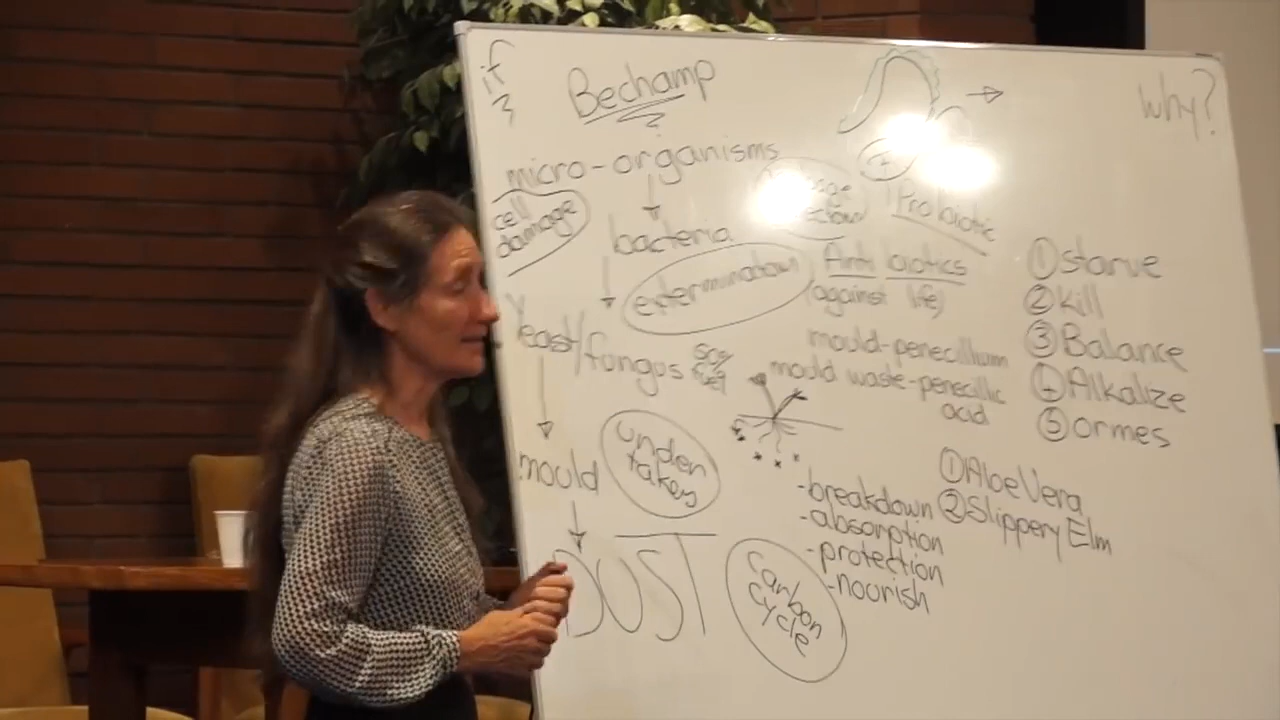 if
?
Bechamp
?
micro-organisms
cell
damage
bacteria
extermination
Yeast/fungus
mould
Under
taker
DUST
Carbon
cycle
+
Probiotic
Anti biotics
(against life)
mould-penecillium
mould waste-penecillic
acid
-breakdown
-absorption
-protection
-noorish
Why?
① starve
② kill
③ Balance
④ Alkalize
⑤ ormes
① Aloe Vera
② Slippery Elm